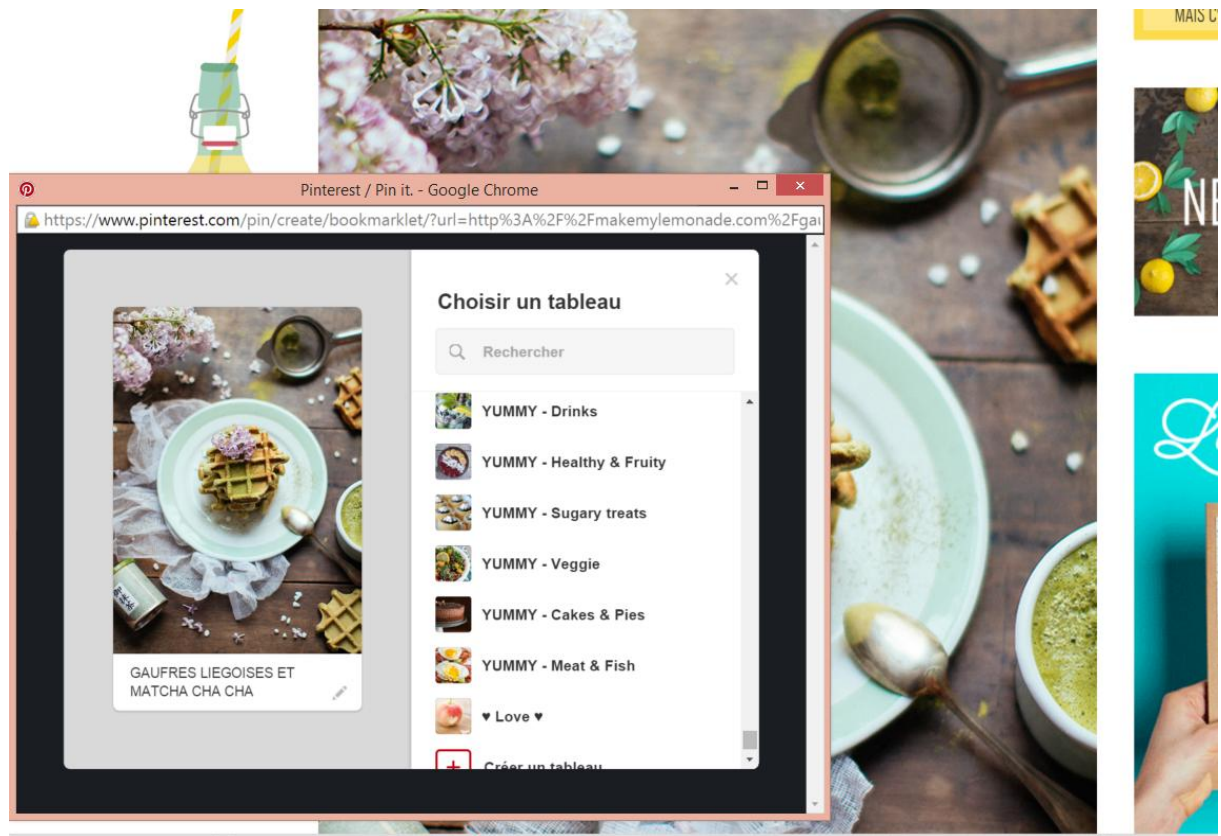 MAIS C'
NE
Pinterest / Pin it. - Google Chrome
https://www.pinterest.com/pin/create/bookmarklet/?url=http%3A%2F%2Fmakemylemonade.com%2Fgau
Choisir un tableau
Rechercher
YUMMY - Drinks
YUMMY - Healthy & Fruity
YUMMY - Sugary treats
YUMMY - Veggie
YUMMY - Cakes & Pies
YUMMY - Meat & Fish
♥ Love ♥
Créer un tableau
GAUFRES LIEGOISES ET
MATCHA CHA CHA